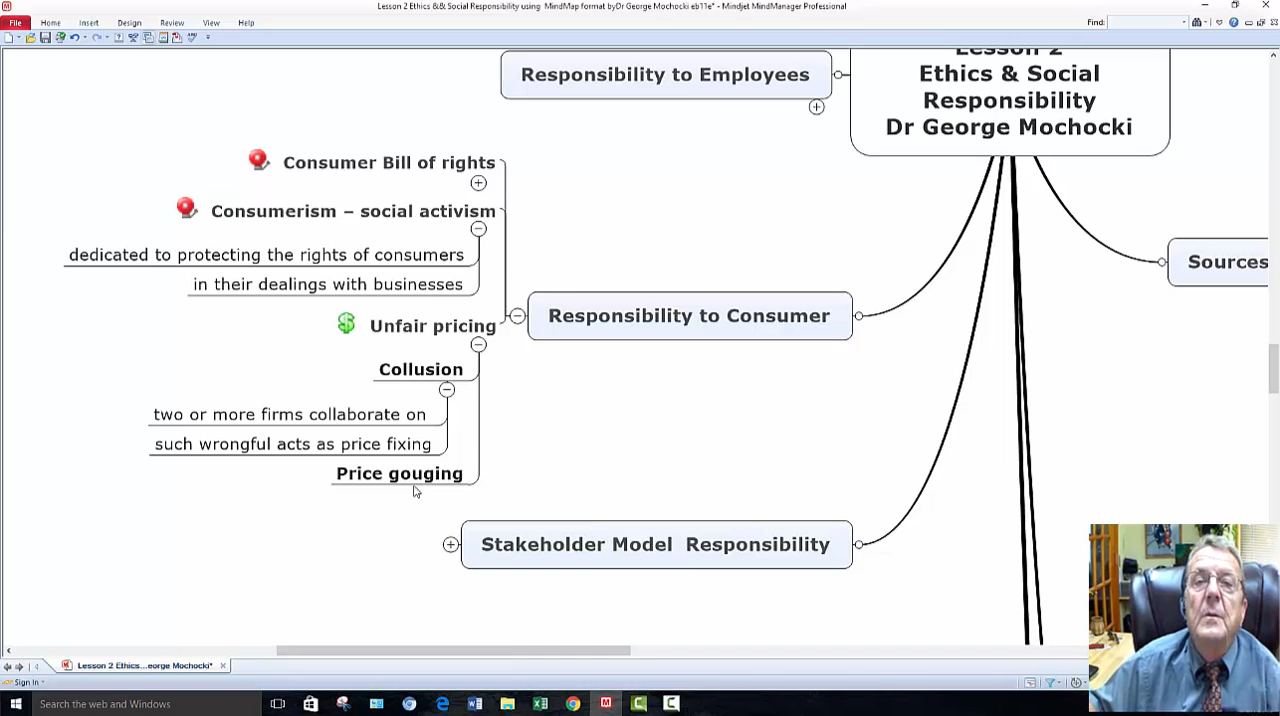 Lesson 2 Ethics && Social Responsibility using MindMap format byDr George Mochocki eb11e* - Mindjet MindManager Professional
File Home Insert Design Review View Help
Find:
Lesson 2
Ethics & Social
Responsibility
Dr George Mochocki
Responsibility to Employees
Consumer Bill of rights
Consumerism – social activism
dedicated to protecting the rights of consumers
in their dealings with businesses
Unfair pricing
Collusion
two or more firms collaborate on
such wrongful acts as price fixing
Price gouging
Responsibility to Consumer
Sources
Stakeholder Model Responsibility
Lesson 2 Ethics...eorge Mochocki*
Sign In
Search the web and Windows